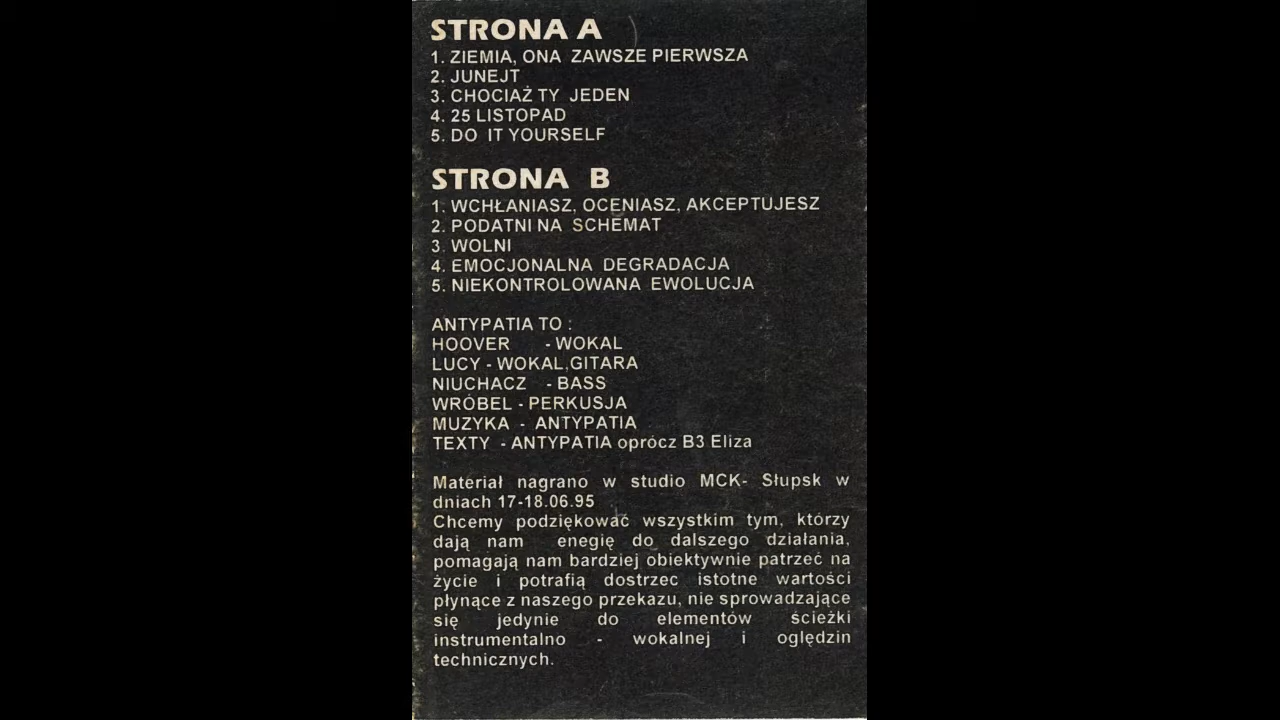 STRONA A
1. ZIEMIA, ONA ZAWSZE PIERWSZA
2. JUNEJT
3. CHOCIAŻ TY JEDEN
4. 25 LISTOPAD
5. DO IT YOURSELF
STRONA B
1. WCHŁANIASZ, OCENIASZ, AKCEPTUJESZ
2. PODATNI NA SCHEMAT
3. WOLNI
4. EMOCJONALNA DEGRADACJA
5. NIEKONTROLOWANA EWOLUCJA
ANTYPATIA TO :
HOOVER - WOKAL
LUCY - WOKAL,GITARA
NIUCHACZ - BASS
WRÓBEL - PERKUSJA
MUZYKA - ANTYPATIA
TEXTY - ANTYPATIA oprócz B3 Eliza
Materiał nagrano w studio MCK- Słupsk w
dniach 17-18.06.95
Chcemy podziękować wszystkim tym, którzy
dają nam enegię do dalszego działania,
pomagają nam bardziej obiektywnie patrzeć na
życie i potrafią dostrzec istotne wartości
płynące z naszego przekazu, nie sprowadzające
się jedynie do elementów ścieżki
instrumentalno - wokalnej i oględzin
technicznych.